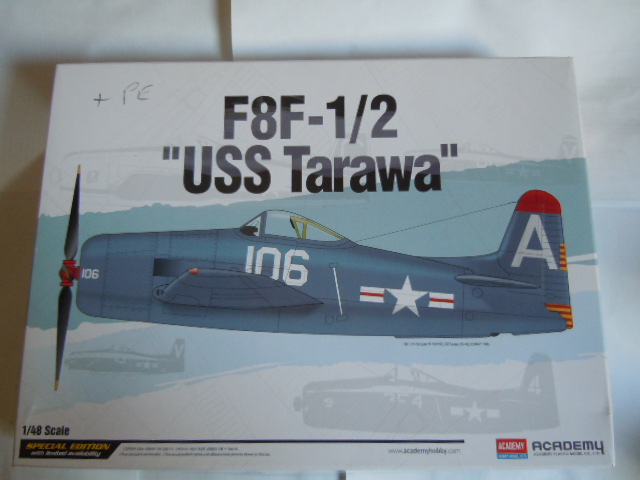 + PE
F8F-1/2
"USS Tarawa"
106
106
A
1/48 Scale
SPECIAL EDITION
with limited availability
www.academyhobby.com
ACADEMY
ACADEMY
V
4